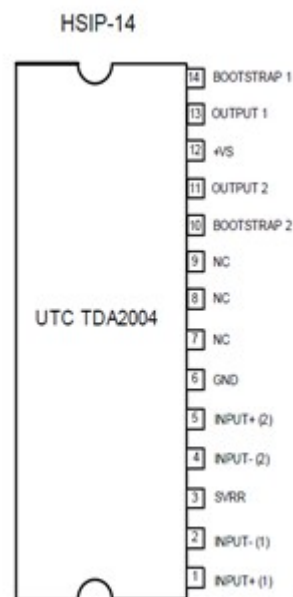 HSIP-14
14 BOOTSTRAP 1
13 OUTPUT 1
12 +VS
11 OUTPUT 2
10 BOOTSTRAP 2
9 NC
8 NC
UTC TDA2004
7 NC
6 GND
5 INPUT+ (2)
4 INPUT- (2)
3 SVRR
2 INPUT- (1)
1 INPUT+ (1)